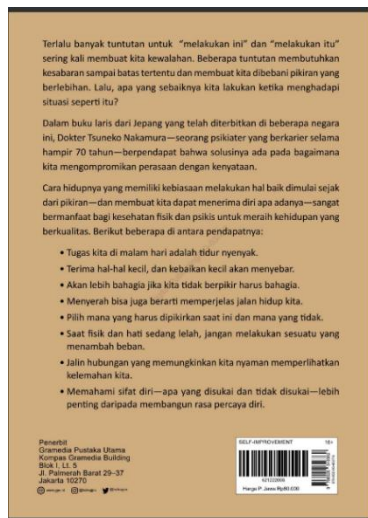 Terlalu banyak tuntutan untuk "melakukan ini" dan "melakukan itu"
sering kali membuat kita kewalahan. Beberapa tuntutan membutuhkan
kesabaran sampai batas tertentu dan membuat kita dibebani pikiran yang
berlebihan. Lalu, apa yang sebaiknya kita lakukan ketika menghadapi
situasi seperti itu?
Dalam buku laris dari Jepang yang telah diterbitkan di beberapa negara
ini, Dokter Tsuneko Nakamura—seorang psikiater yang berkarier selama
hampir 70 tahun—berpendapat bahwa solusinya ada pada bagaimana
kita mengompromikan perasaan dengan kenyataan.
Cara hidupnya yang memiliki kebiasaan melakukan hal baik dimulai sejak
dari pikiran—dan membuat kita dapat menerima diri apa adanya—sangat
bermanfaat bagi kesehatan fisik dan psikis untuk meraih kehidupan yang
berkualitas. Berikut beberapa di antara pendapatnya:
• Tugas kita di malam hari adalah tidur nyenyak.
• Terima hal-hal kecil, dan kebaikan kecil akan menyebar.
• Akan lebih bahagia jika kita tidak berpikir harus bahagia.
• Menyerah bisa juga berarti memperjelas jalan hidup kita.
• Pilih mana yang harus dipikirkan saat ini dan mana yang tidak.
• Saat fisik dan hati sedang lelah, jangan melakukan sesuatu yang
menambah beban.
• Jalin hubungan yang memungkinkan kita nyaman memperlihatkan
kelemahan kita.
• Memahami sifat diri—apa yang disukai dan tidak disukai—lebih
penting daripada membangun rasa percaya diri.
Penerbit
Gramedia Pustaka Utama
Kompas Gramedia Building
Blok I, Lt. 5
Jl. Palmerah Barat 29–37
Jakarta 10270
SELF-IMPROVEMENT
Harga P. Jawa